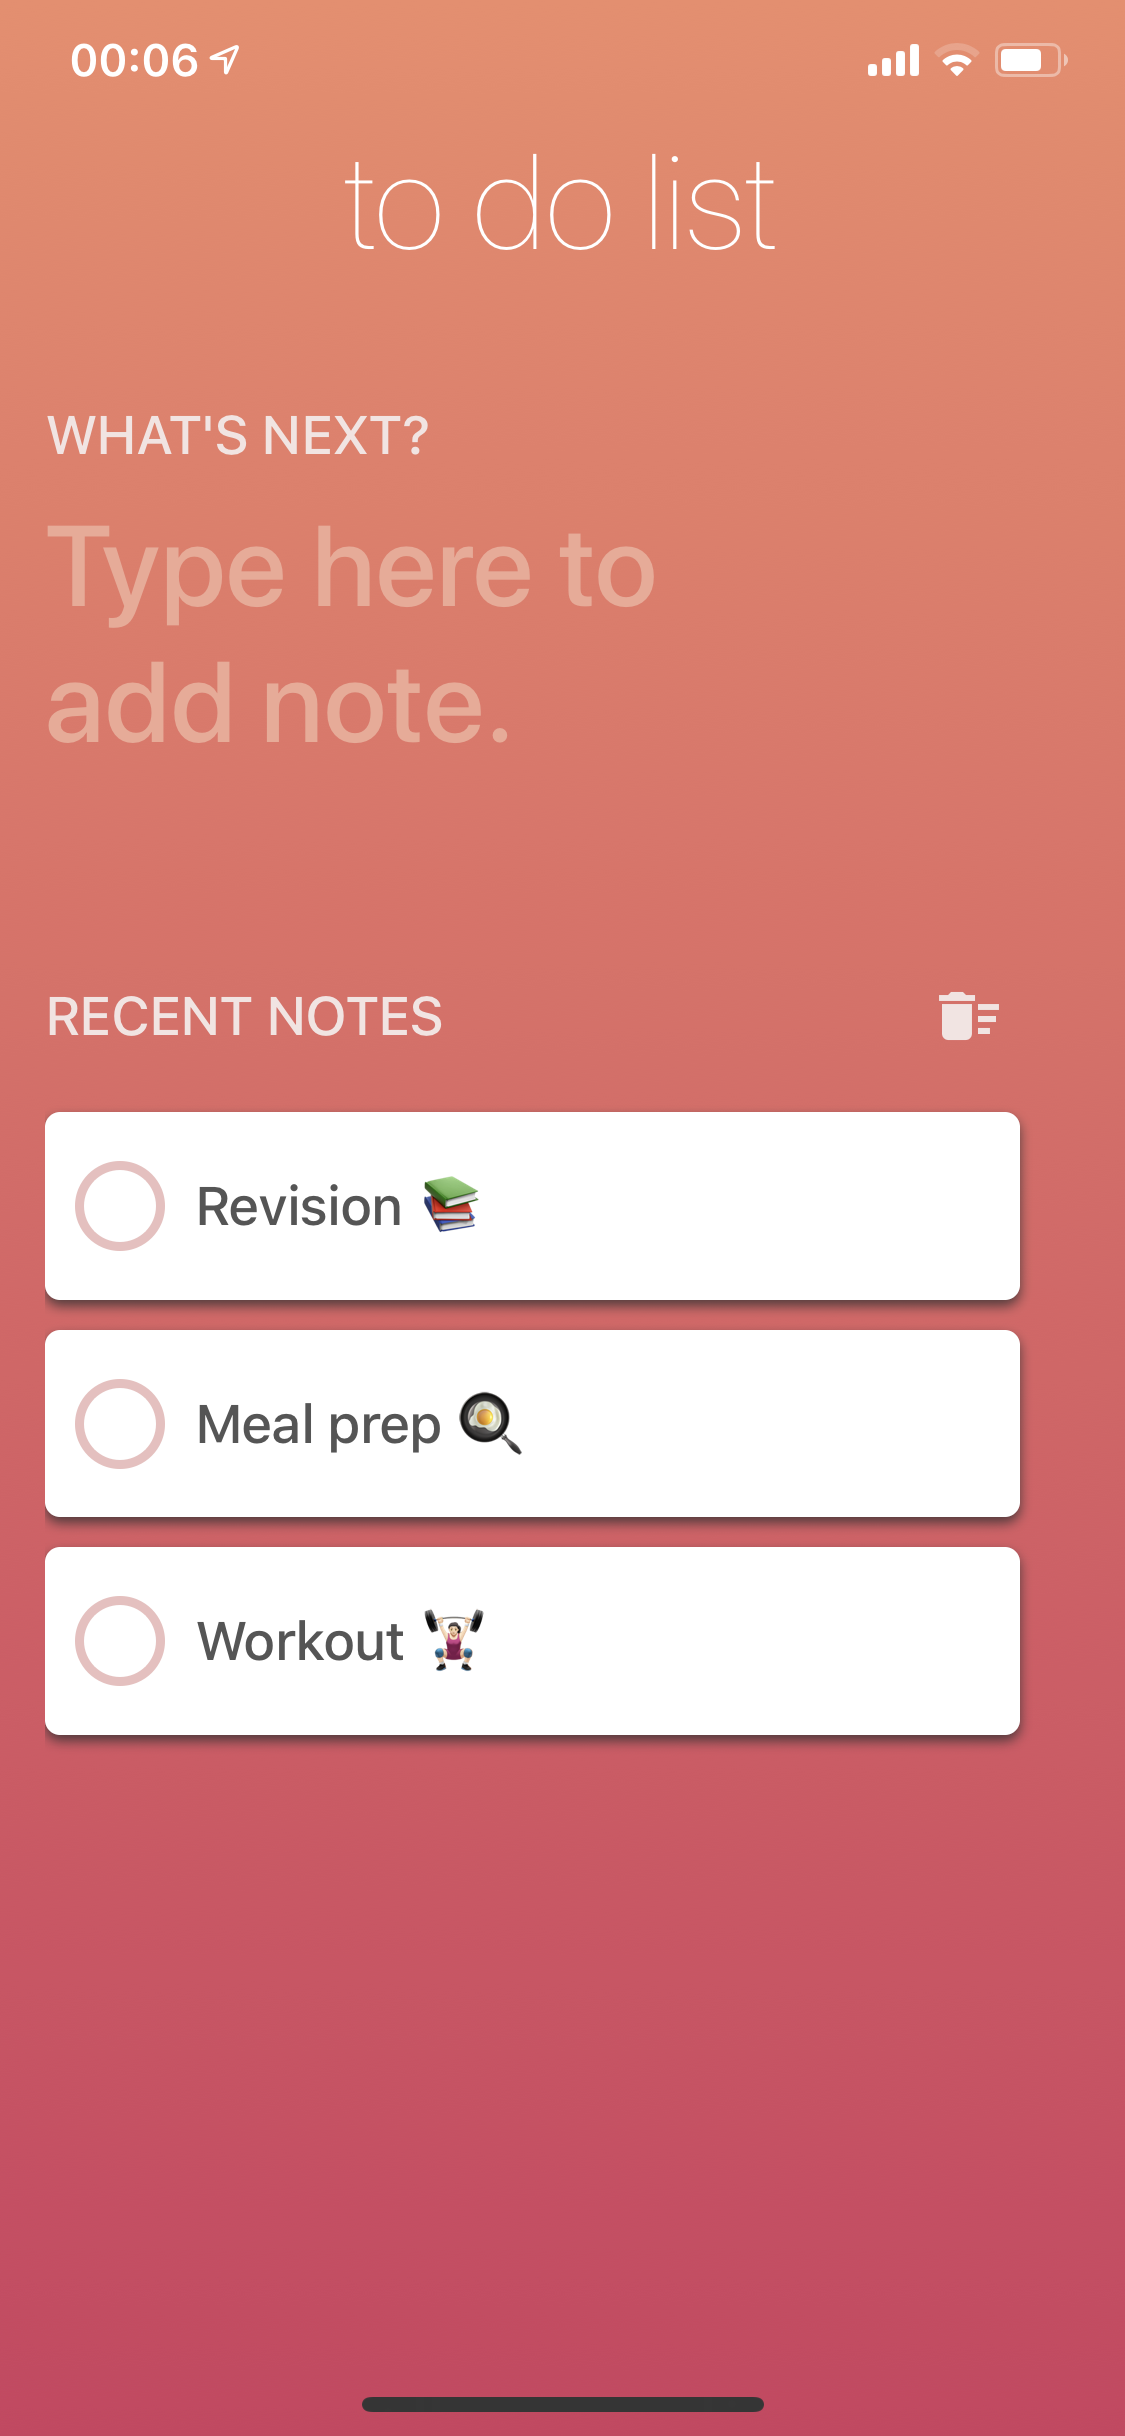 00:06
to do list
WHAT'S NEXT?
Type here to
add note.
RECENT NOTES
Revision 📚
Meal prep 🍳
Workout 🏋🏻‍♀️